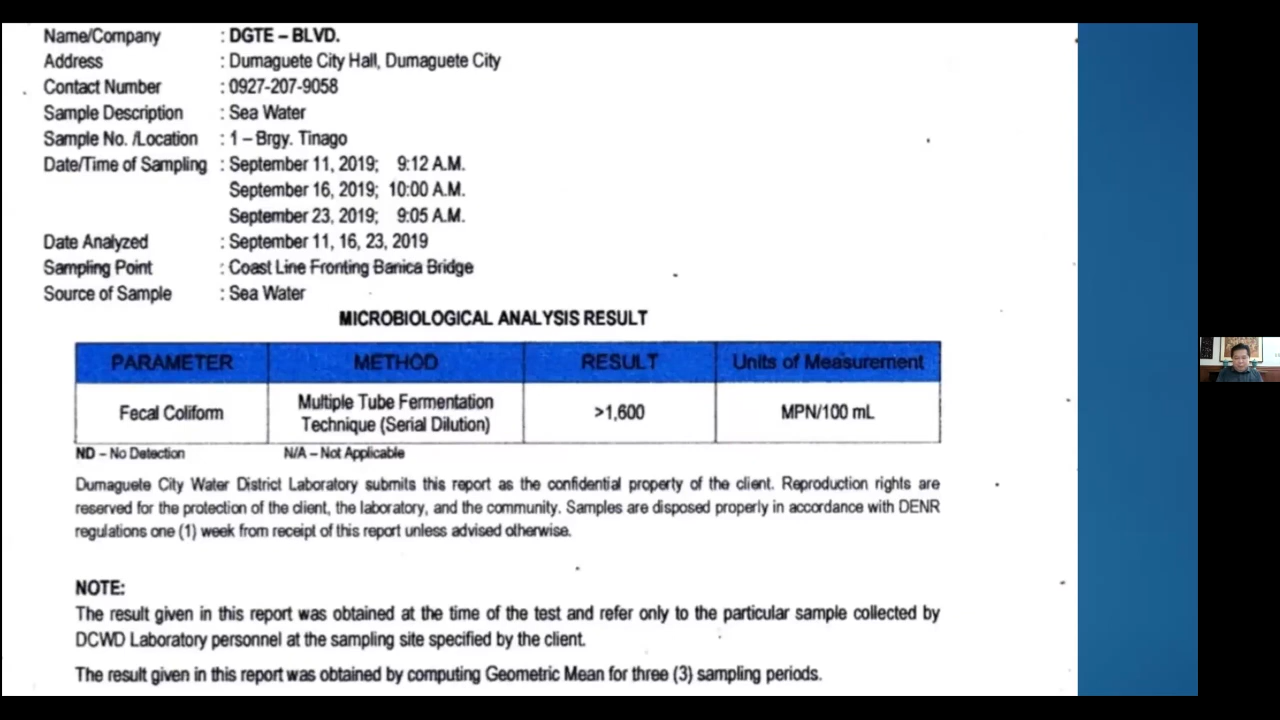 Name/Company : DGTE – BLVD.
Address : Dumaguete City Hall, Dumaguete City
Contact Number : 0927-207-9058
Sample Description : Sea Water
Sample No. /Location : 1 – Brgy. Tinago
Date/Time of Sampling : September 11, 2019; 9:12 A.M.
September 16, 2019; 10:00 A.M.
September 23, 2019; 9:05 A.M.
Date Analyzed : September 11, 16, 23, 2019
Sampling Point : Coast Line Fronting Banica Bridge
Source of Sample : Sea Water
MICROBIOLOGICAL ANALYSIS RESULT
PARAMETER METHOD RESULT Units of Measurement
Fecal Coliform Multiple Tube Fermentation Technique (Serial Dilution) >1,600 MPN/100 mL
ND – No Detection N/A – Not Applicable
Dumaguete City Water District Laboratory submits this report as the confidential property of the client. Reproduction rights are
reserved for the protection of the client, the laboratory, and the community. Samples are disposed properly in accordance with DENR
regulations one (1) week from receipt of this report unless advised otherwise.
NOTE:
The result given in this report was obtained at the time of the test and refer only to the particular sample collected by
DCWD Laboratory personnel at the sampling site specified by the client.
The result given in this report was obtained by computing Geometric Mean for three (3) sampling periods.